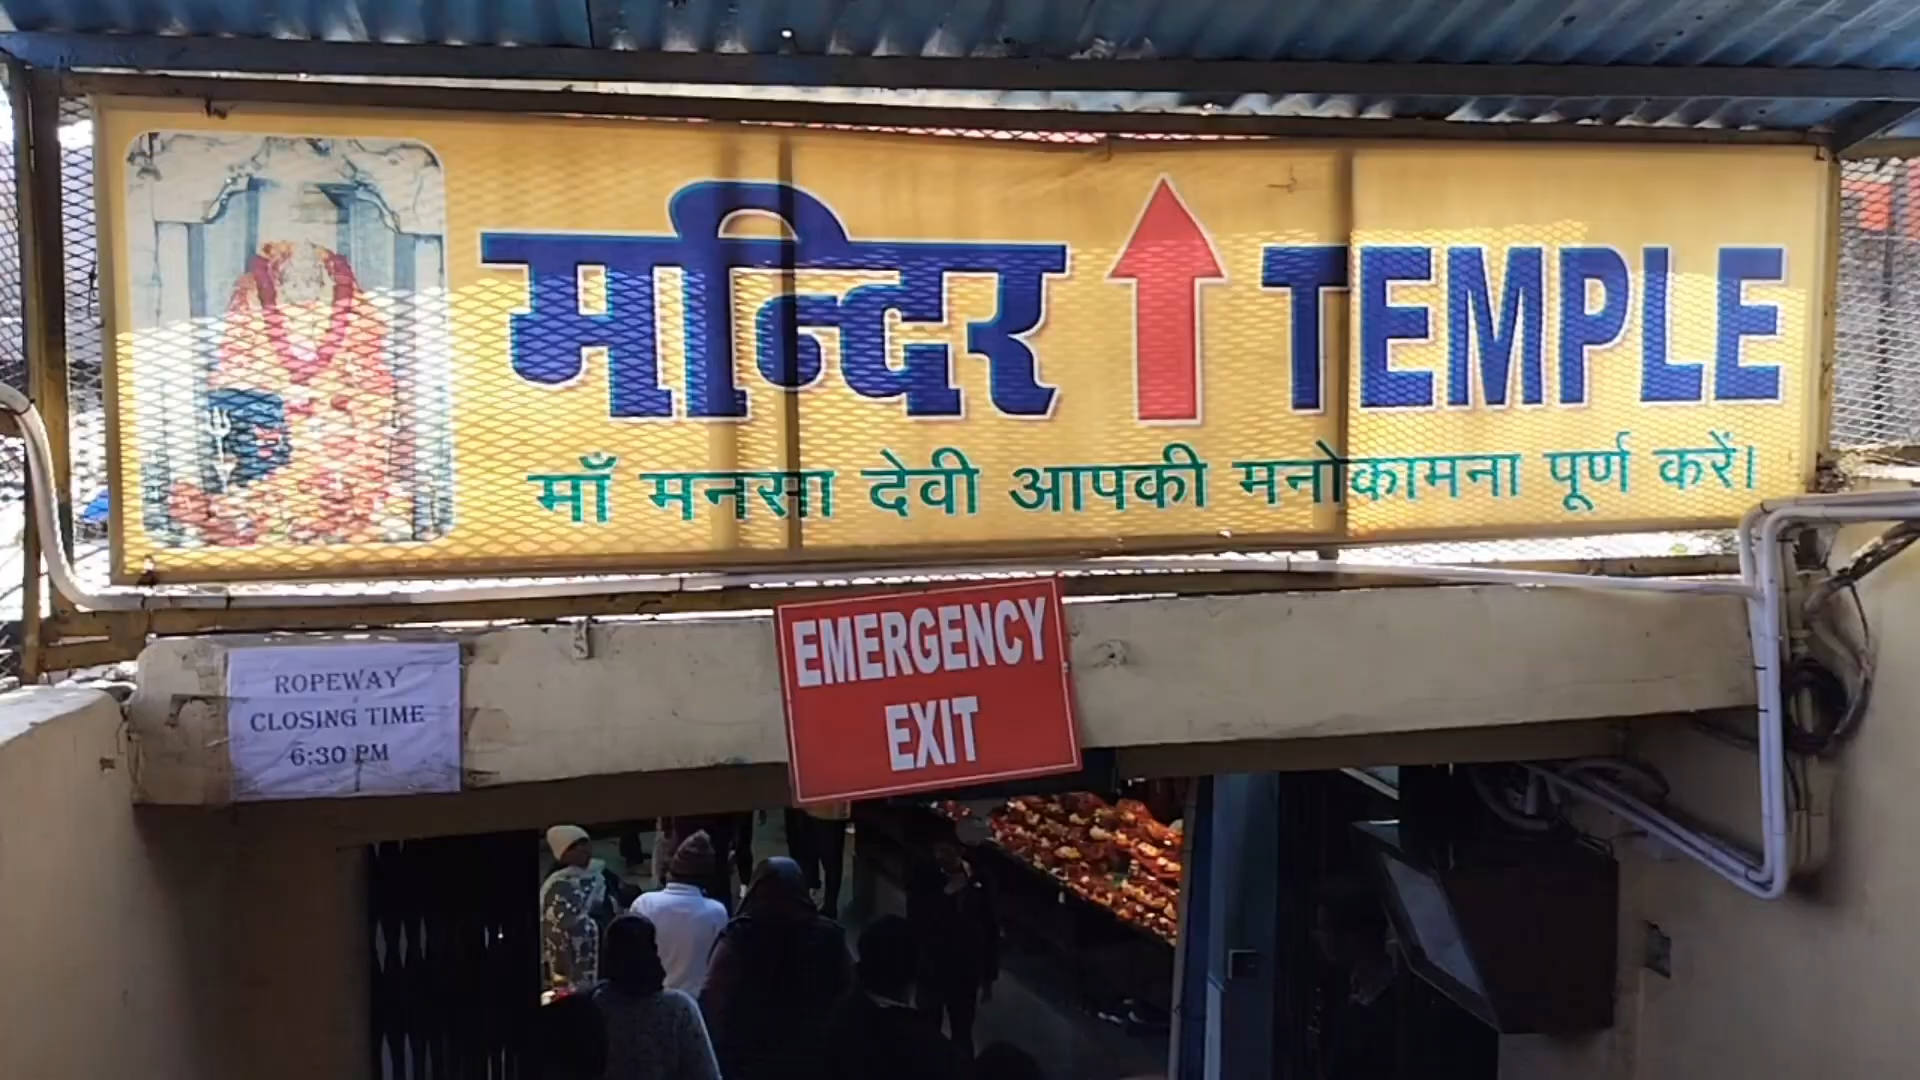 मन्दिर TEMPLE
माँ मनसा देवी आपकी मनोकामना पूर्ण करें।
EMERGENCY
EXIT
ROPEWAY
CLOSING TIME
6:30 PM